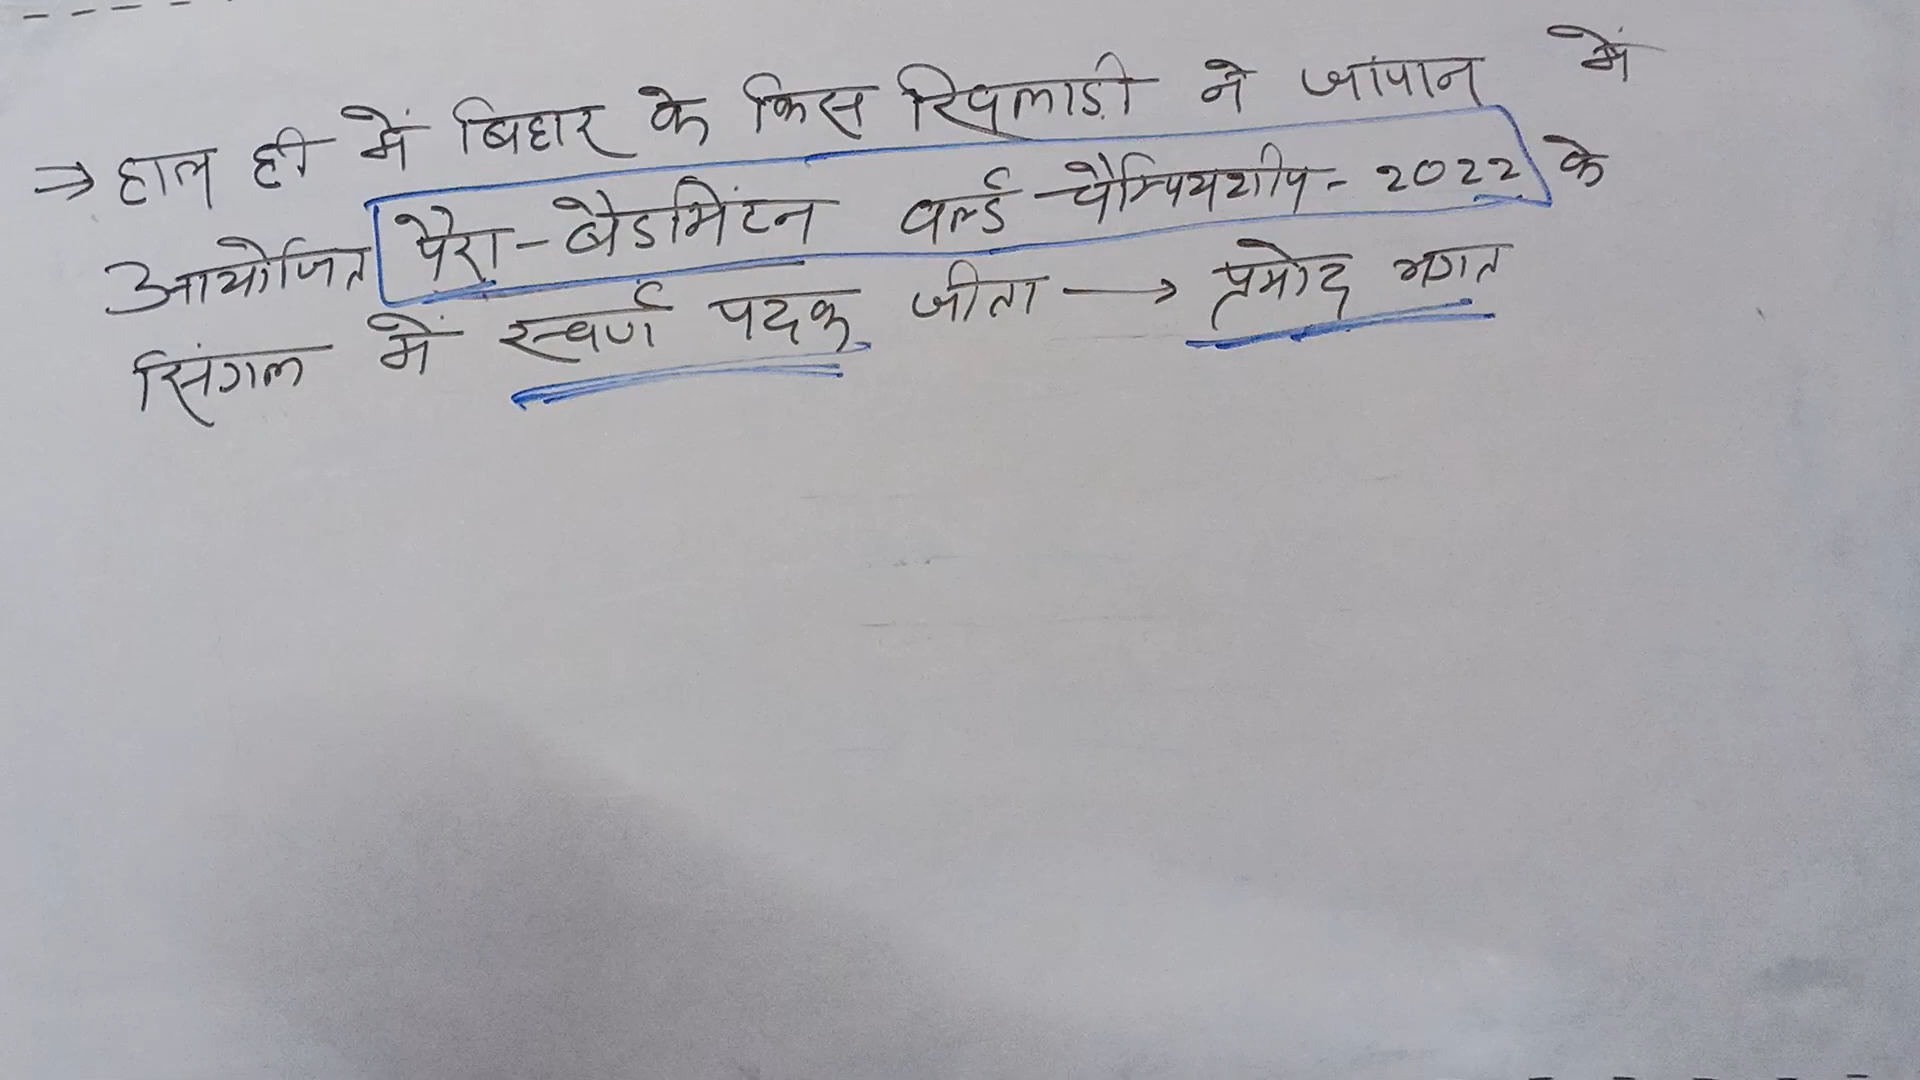 ⇒ हाल ही में बिहार के किस खिलाडी ने जापान में
आयोजित पैरा-बैडमिंटन वर्ल्ड चैम्पियशीप - 2022 के
सिंगल में स्वर्ण पदक जीता → प्रमोद भगत